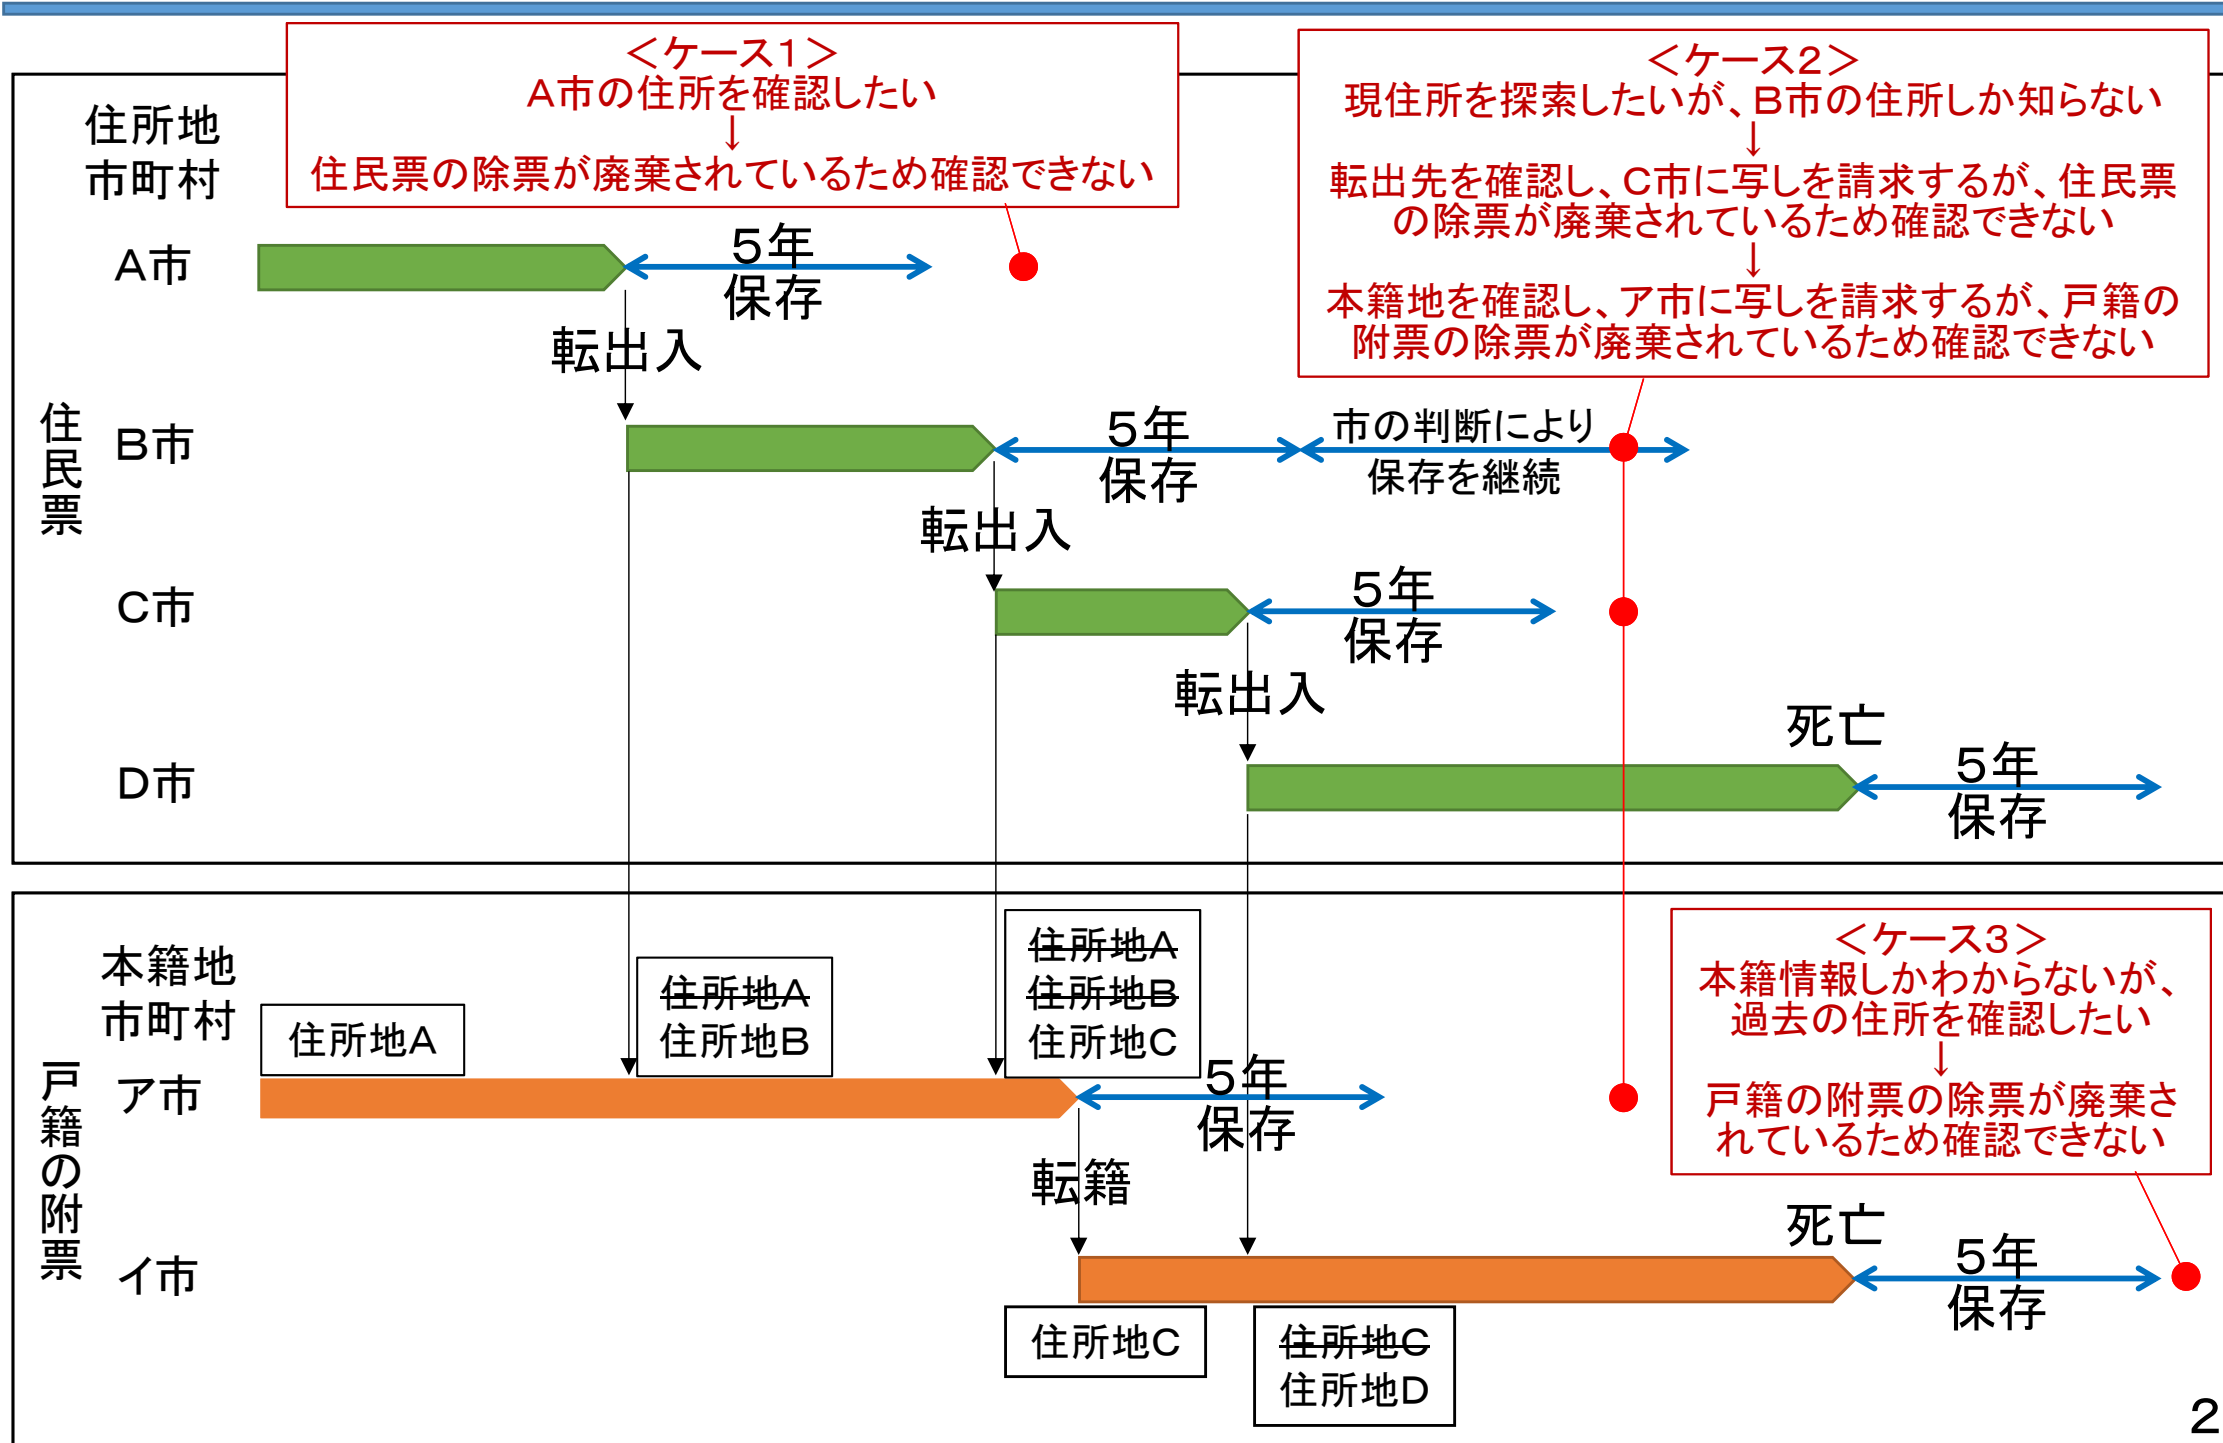 <ケース1>
A市の住所を確認したい
↓
住民票の除票が廃棄されているため確認できない
<ケース2>
現住所を探索したいが、B市の住所しか知らない
↓
転出先を確認し、C市に写しを請求するが、住民票
の除票が廃棄されているため確認できない
↓
本籍地を確認し、ア市に写しを請求するが、戸籍の
附票の除票が廃棄されているため確認できない
住所地
市町村
住民票
A市
5年
保存
転出入
B市
5年
保存
市の判断により
保存を継続
転出入
C市
5年
保存
転出入
死亡
D市
5年
保存
戸籍の附票
本籍地
市町村
住所地A
住所地A
住所地B
住所地A
住所地B
住所地C
<ケース3>
本籍情報しかわからないが、
過去の住所を確認したい
↓
戸籍の附票の除票が廃棄さ
れているため確認できない
ア市
5年
保存
転籍
死亡
イ市
5年
保存
住所地C
住所地C
住所地D
2